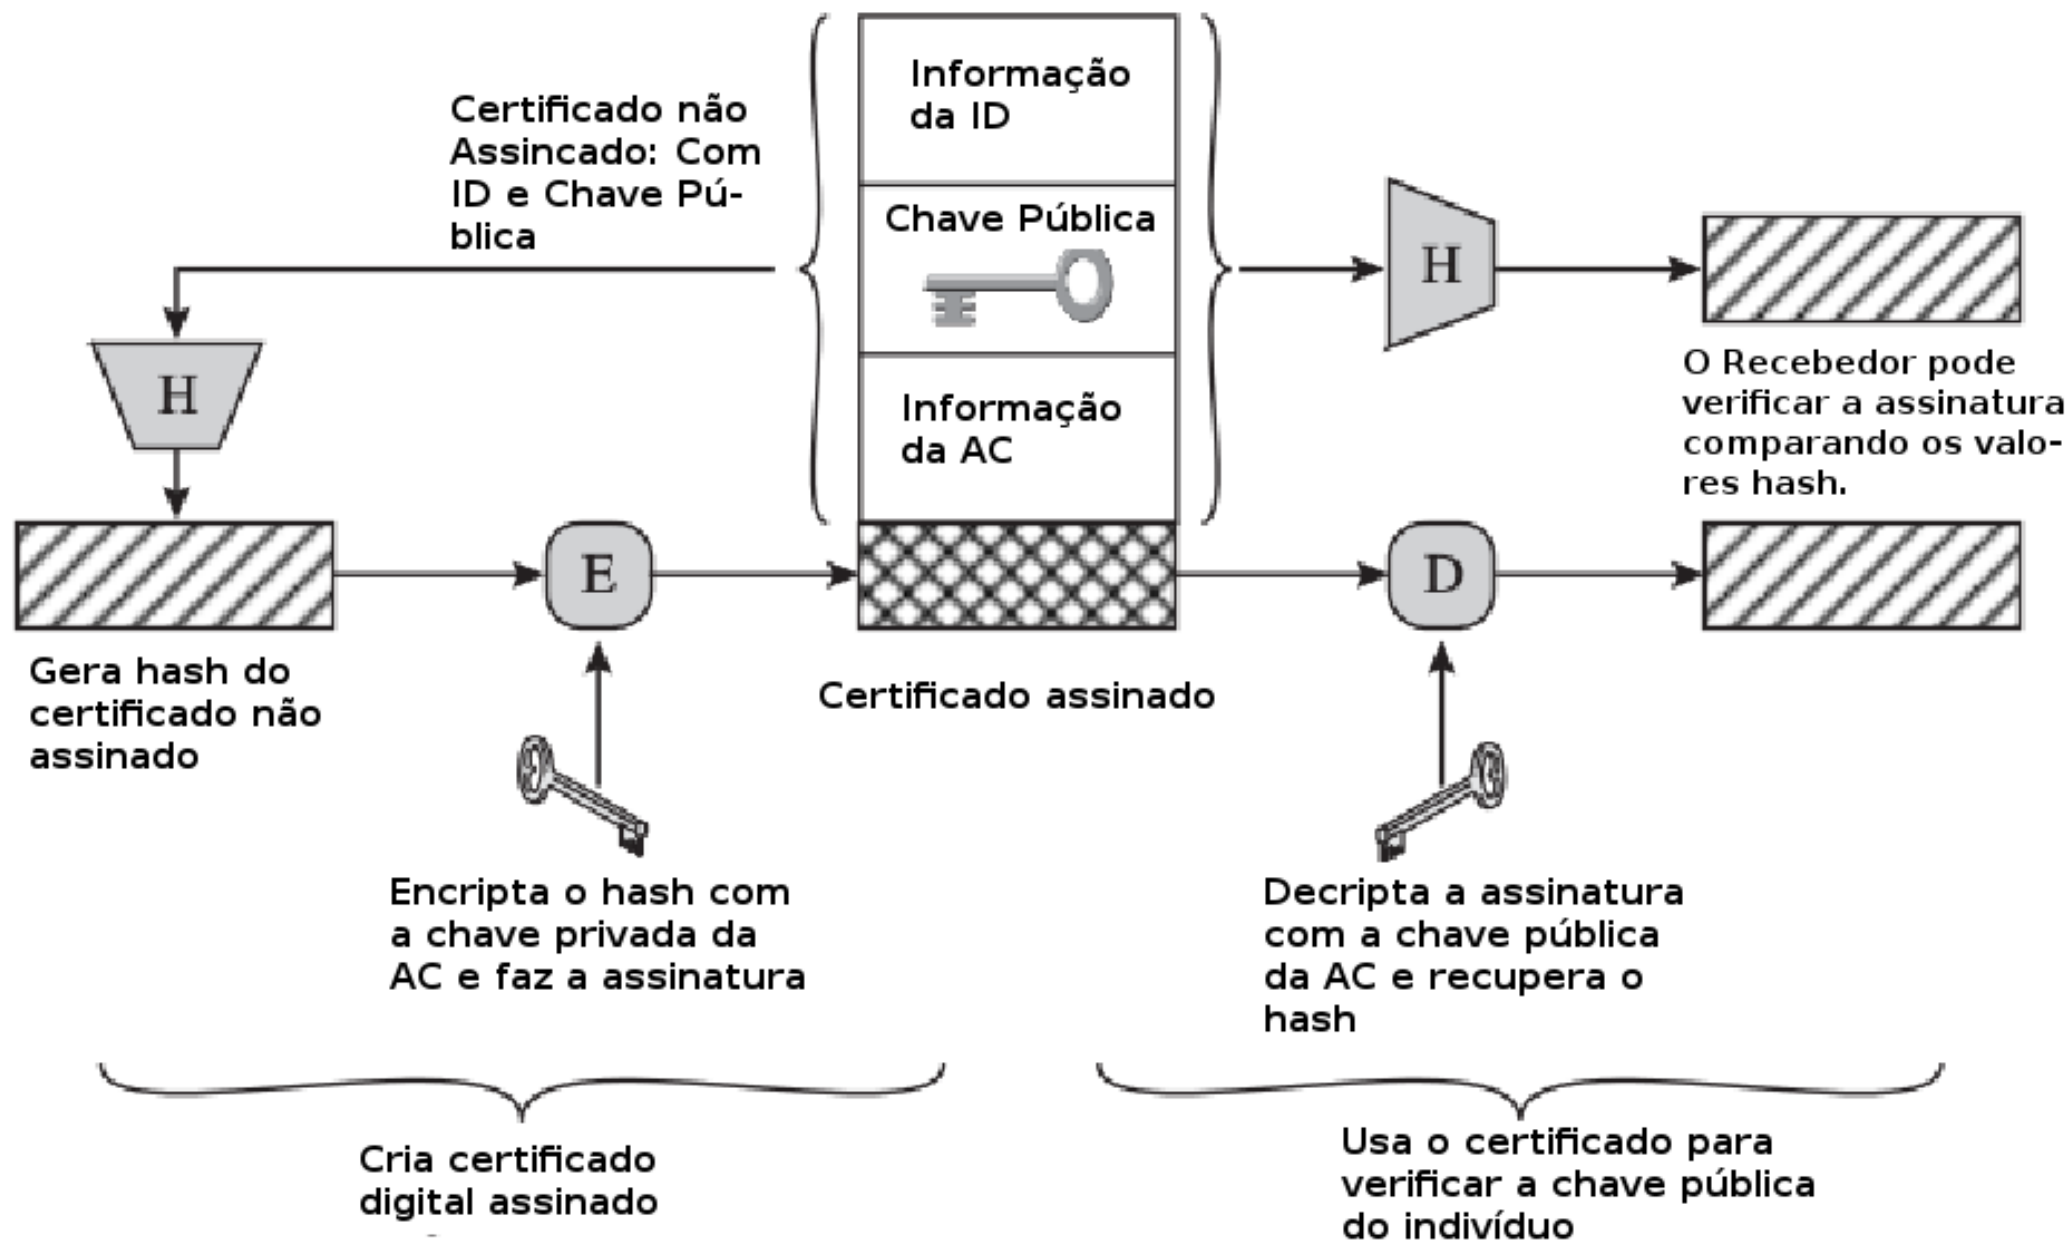 Informação
da ID
Certificado não
Assincado: Com
ID e Chave Pú-
blica
Chave Pública
H
H
O Recebedor pode
verificar a assinatura
comparando os valo-
res hash.
Informação
da AC
E
D
Gera hash do
certificado não
assinado
Certificado assinado
Encripta o hash com
a chave privada da
AC e faz a assinatura
Decripta a assinatura
com a chave pública
da AC e recupera o
hash
Cria certificado
digital assinado
Usa o certificado para
verificar a chave pública
do indivíduo